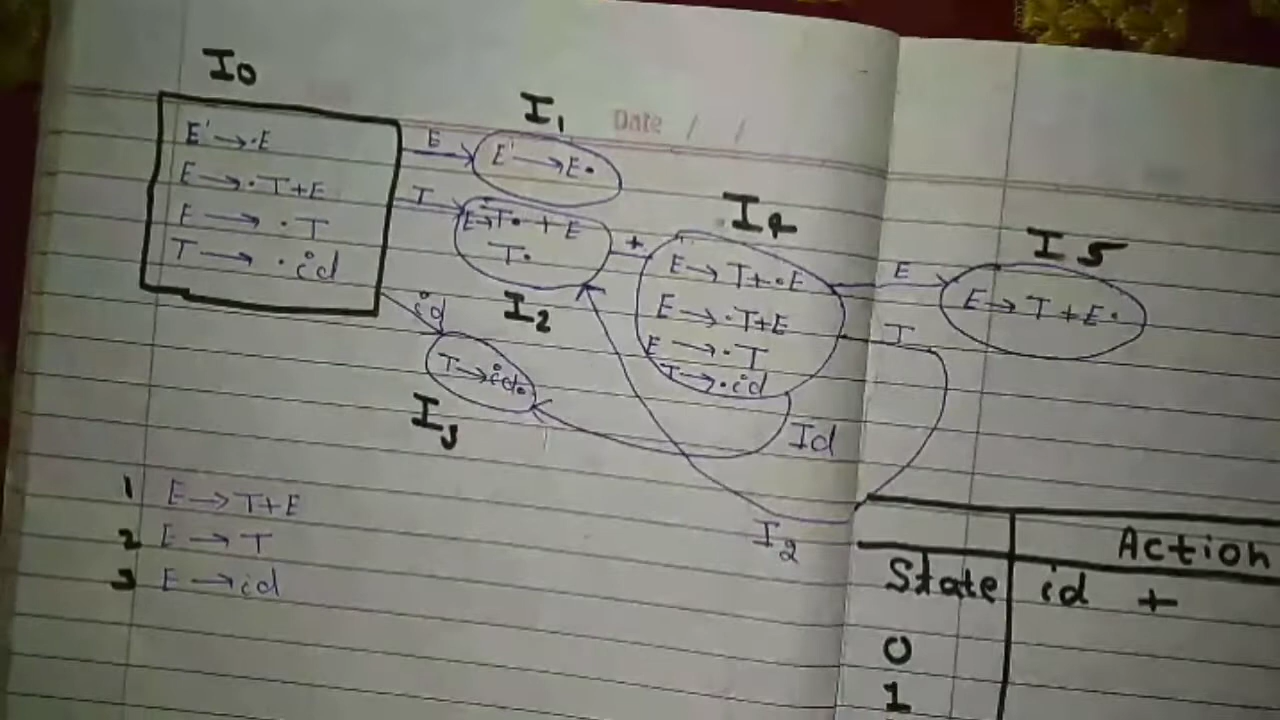 I0
E' → ·E
E → ·T+E
E → ·T
T → ·id
E
T
id
I1
E' → E·
Date / /
E→T· + E
T·
I2
T→id·
I3
+
I4
E → T+·E
E → ·T+E
E → ·T
T → ·id
E
T
Id
I2
I5
E → T+E·
1 E → T+E
2 E → T
3 E → id
Action
State id +
0
1